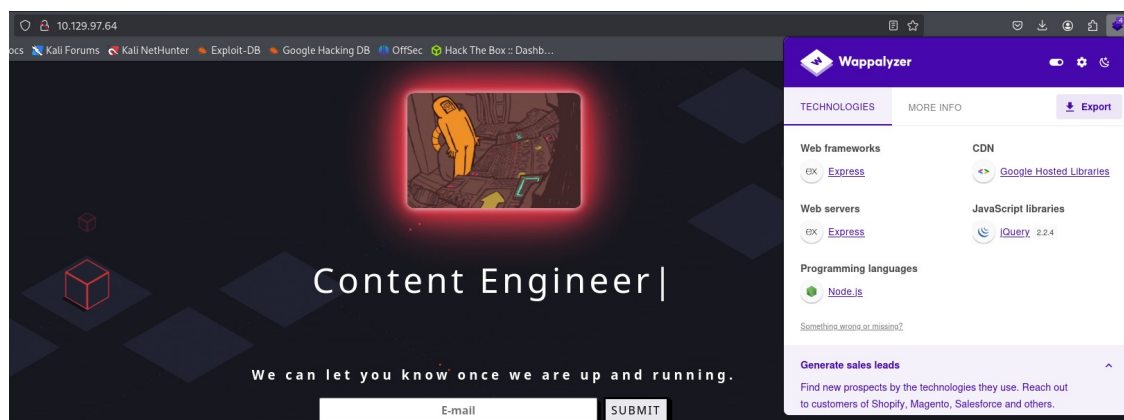 10.129.97.64
ocs Kali Forums Kali NetHunter Exploit-DB Google Hacking DB OffSec Hack The Box :: Dashb...
Content Engineer|
We can let you know once we are up and running.
E-mail SUBMIT
Wappalyzer
TECHNOLOGIES MORE INFO Export
Web frameworks CDN
ex Express Google Hosted Libraries
Web servers JavaScript libraries
ex Express jQuery 2.2.4
Programming languages
Node.js
Something wrong or missing?
Generate sales leads
Find new prospects by the technologies they use. Reach out
to customers of Shopify, Magento, Salesforce and others.